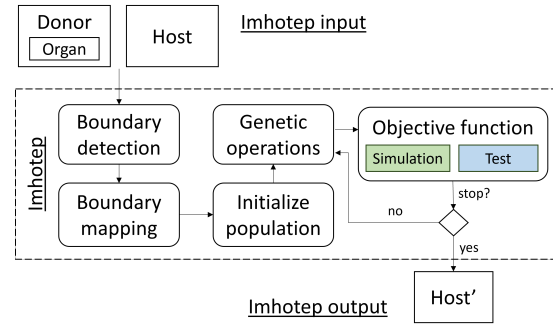 Donor
Organ
Host
Imhotep input
Imhotep
Boundary
detection
Genetic
operations
Objective function
Simulation
Test
Boundary
mapping
Initialize
population
stop?
no
yes
Imhotep output
Host'